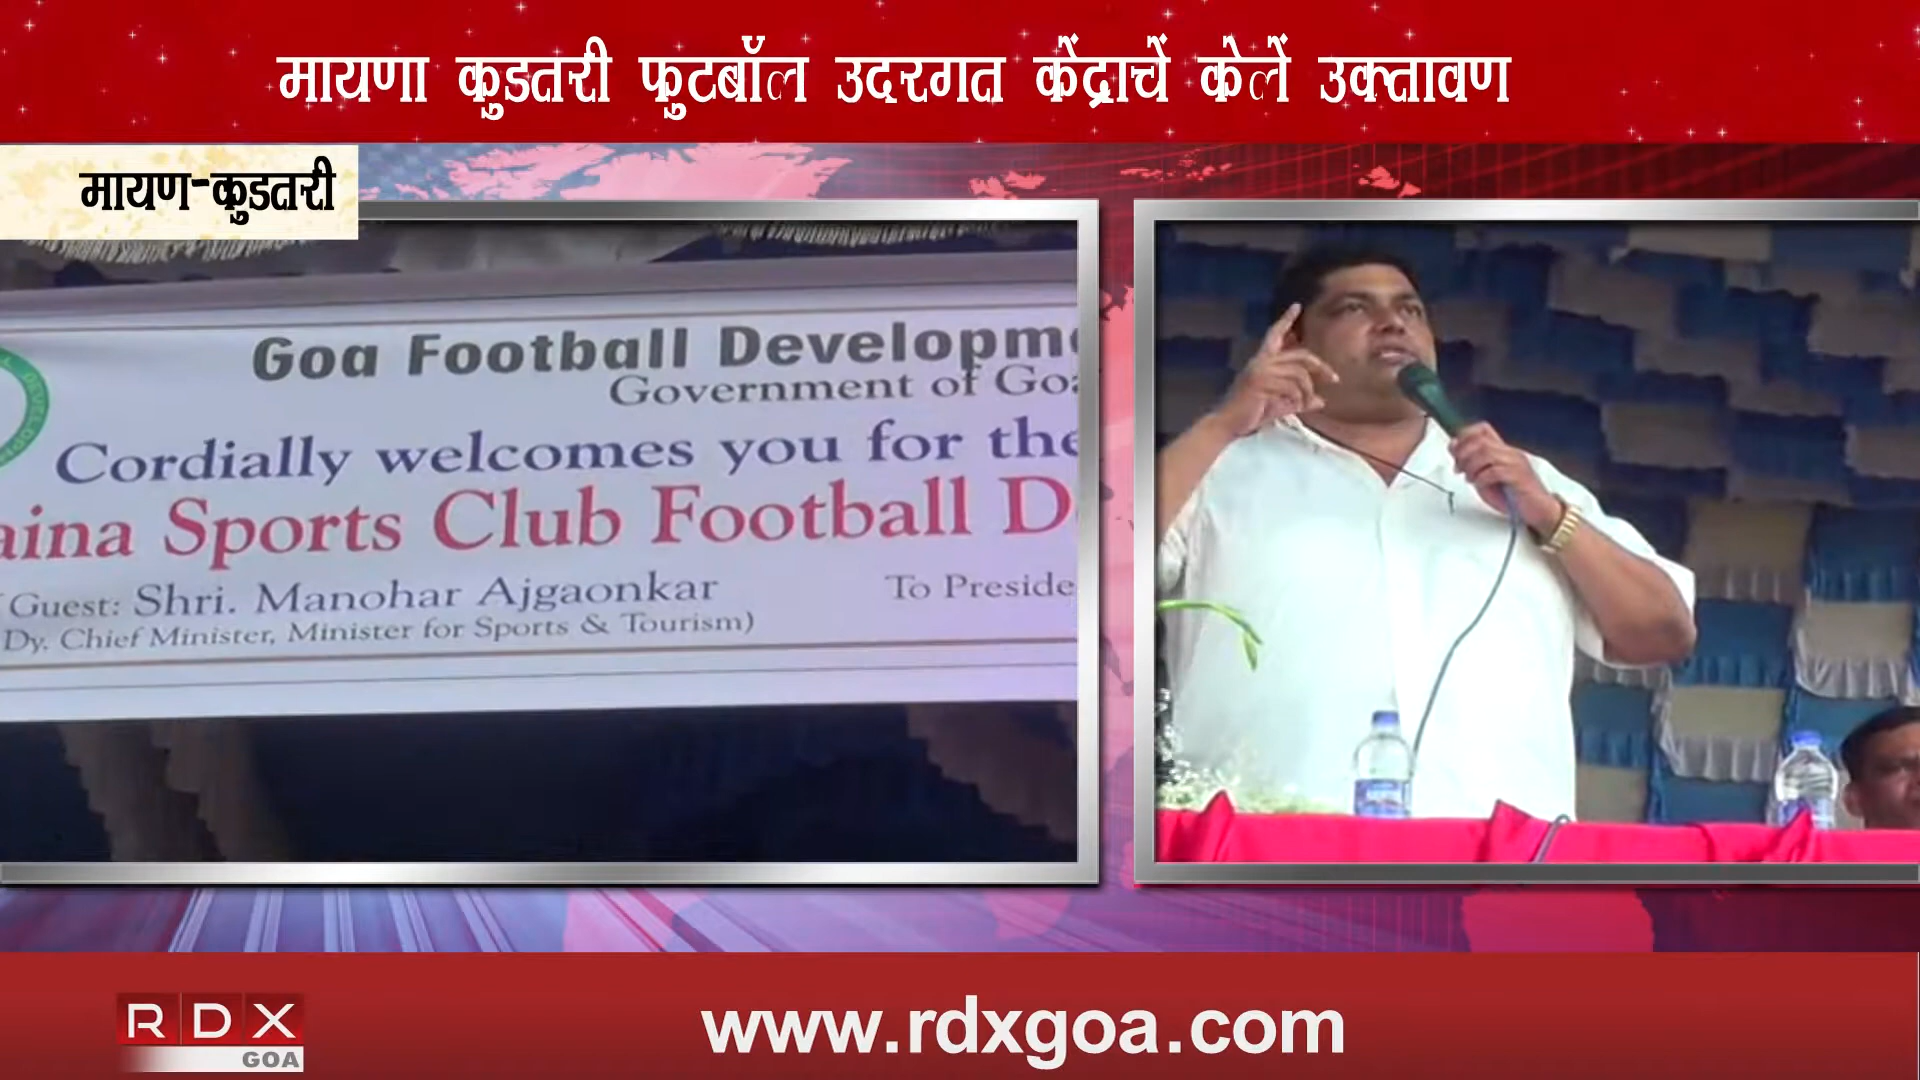 मायणा कुडतरी फुटबॉल उदरगत केंद्राचें केलें उक्तावण
मायण-कुडतरी
Goa Football Developm
Government of Goa
Cordially welcomes you for the
aina Sports Club Football D
Guest: Shri. Manohar Ajgaonkar
To Preside
Dy. Chief Minister, Minister for Sports & Tourism)
RDX
GOA
www.rdxgoa.com